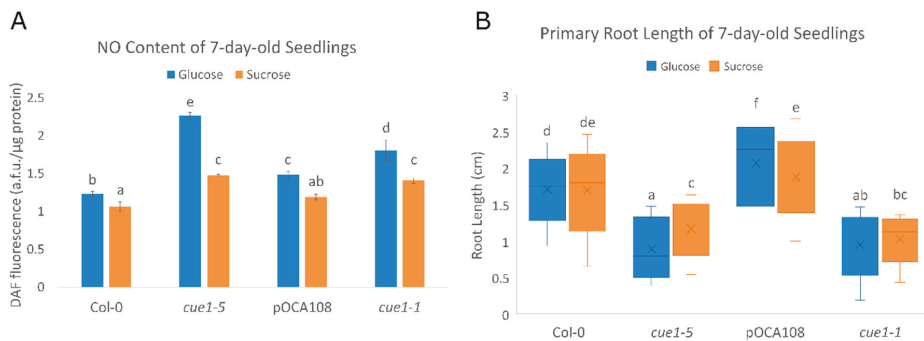 A
NO Content of 7-day-old Seedlings
Glucose Sucrose
DAF fluorescence (a.f.u./µg protein)
2.5
2
1.5
1
0.5
0
b a e c c ab d c
Col-0 cue1-5 pOCA108 cue1-1
B
Primary Root Length of 7-day-old Seedlings
Glucose Sucrose
Root Length (cm)
3
2.5
2
1.5
1
0.5
0
d de a c f e ab bc
Col-0 cue1-5 pOCA108 cue1-1